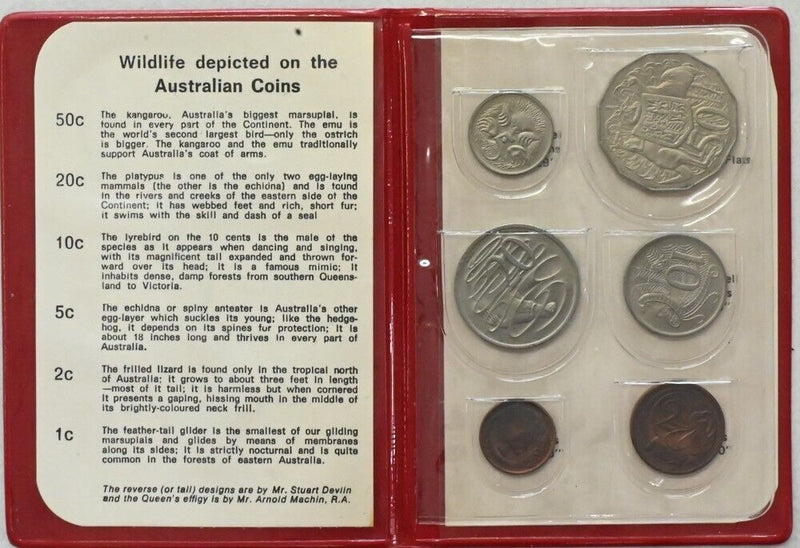 Wildlife depicted on the
Australian Coins
50c
The kangaroo, Australia's biggest marsupial, is
found in every part of the Continent. The emu is
the world's second largest bird—only the ostrich
is bigger. The kangaroo and the emu traditionally
support Australia's coat of arms.
20c
The platypus is one of the only two egg-laying
mammals (the other is the echidna) and is found
in the rivers and creeks of the eastern side of the
Continent; it has webbed feet and rich, short fur;
it swims with the skill and dash of a seal
10c
The lyrebird on the 10 cents is the male of the
species as it appears when dancing and singing,
with its magnificent tail expanded and thrown for-
ward over its head; it is a famous mimic; it
inhabits dense, damp forests from southern Queens-
land to Victoria.
5c
The echidna or spiny anteater is Australia's other
egg-layer which suckles its young; like the hedge-
hog, it depends on its spines fur protection; it is
about 18 inches long and thrives in every part of
Australia.
2c
The frilled lizard is found only in the tropical north
of Australia; it grows to about three feet in length
—most of it tail; it is harmless but when cornered
it presents a gaping, hissing mouth in the middle of
its brightly-coloured neck frill.
1c
The feather-tail glider is the smallest of our gliding
marsupials and glides by means of membranes
along its sides; it is strictly nocturnal and is quite
common in the forests of eastern Australia.
The reverse (or tail) designs are by Mr. Stuart Devlin
and the Queen's effigy is by Mr. Arnold Machin, R.A.
5
50
20
10
2